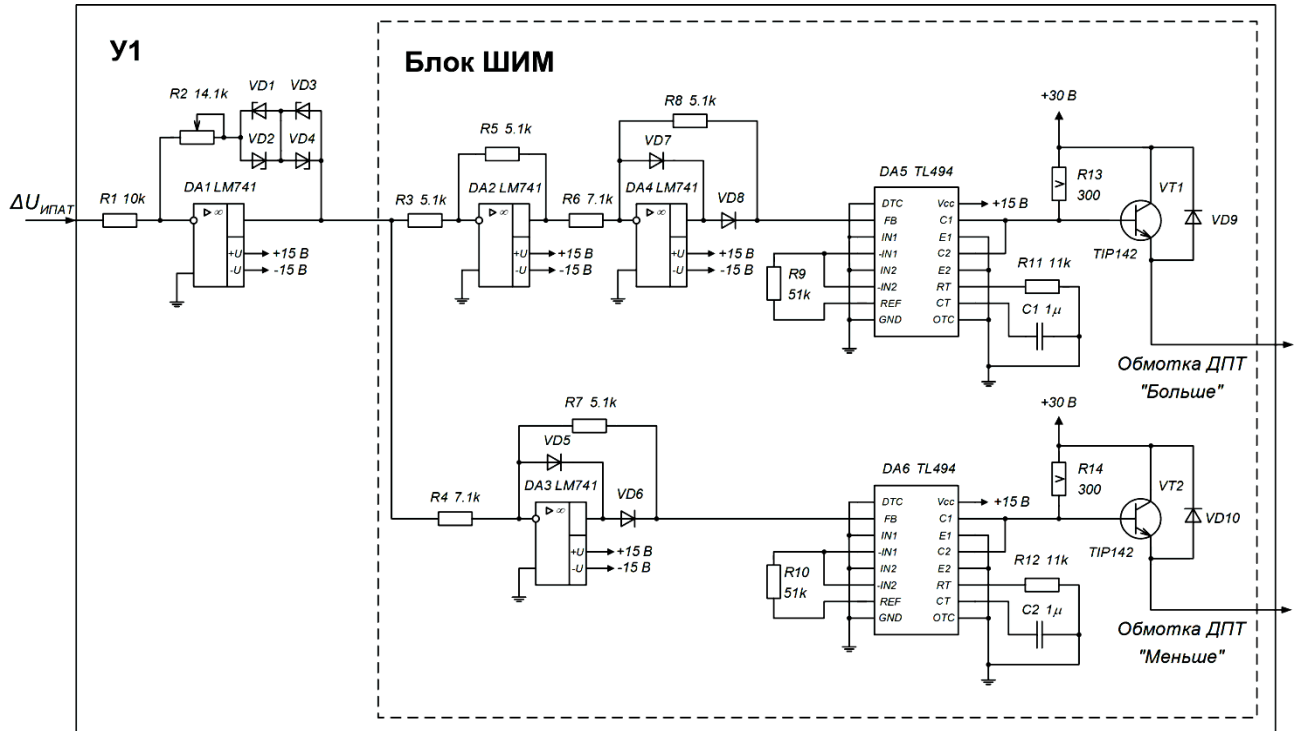 У1
Блок ШИМ
ΔU ИПАТ
R1 10k
R2 14.1k
VD1
VD3
VD2
VD4
DA1 LM741
▷ ∞
+U
-U
+15 В
-15 В
R3 5.1k
R5 5.1k
DA2 LM741
▷ ∞
+U
-U
+15 В
-15 В
R6 7.1k
R8 5.1k
VD7
DA4 LM741
▷ ∞
+U
-U
+15 В
-15 В
VD8
R9
51k
DA5 TL494
DTC
FB
IN1
-IN1
IN2
-IN2
REF
GND
Vcc
C1
E1
C2
E2
RT
CT
OTC
+15 В
R11 11k
C1 1μ
+30 В
R13
300
VT1
TIP142
VD9
Обмотка ДПТ
"Больше"
R4 7.1k
R7 5.1k
VD5
DA3 LM741
▷ ∞
+U
-U
+15 В
-15 В
VD6
R10
51k
DA6 TL494
DTC
FB
IN1
-IN1
IN2
-IN2
REF
GND
Vcc
C1
E1
C2
E2
RT
CT
OTC
+15 В
R12 11k
C2 1μ
+30 В
R14
300
VT2
TIP142
VD10
Обмотка ДПТ
"Меньше"